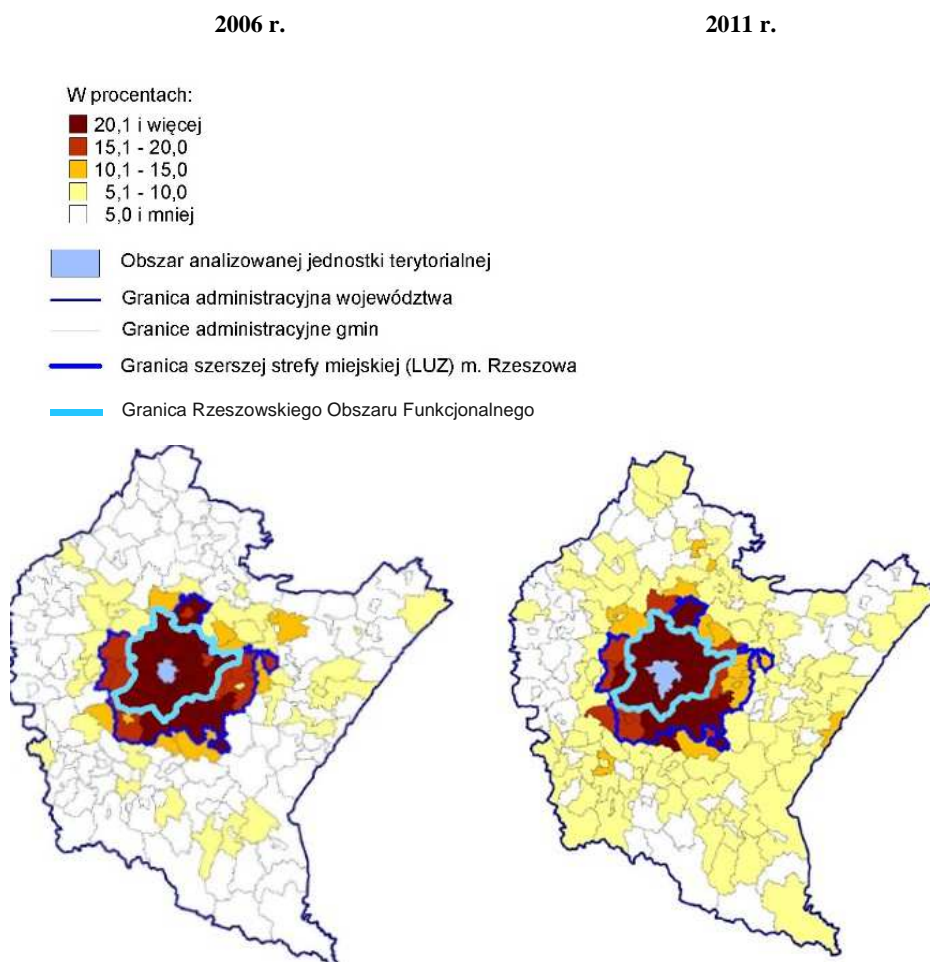 2006 r.
2011 r.
W procentach:
20,1 i więcej
15,1 - 20,0
10,1 - 15,0
5,1 - 10,0
5,0 i mniej
Obszar analizowanej jednostki terytorialnej
Granica administracyjna województwa
Granice administracyjne gmin
Granica szerszej strefy miejskiej (LUZ) m. Rzeszowa
Granica Rzeszowskiego Obszaru Funkcjonalnego